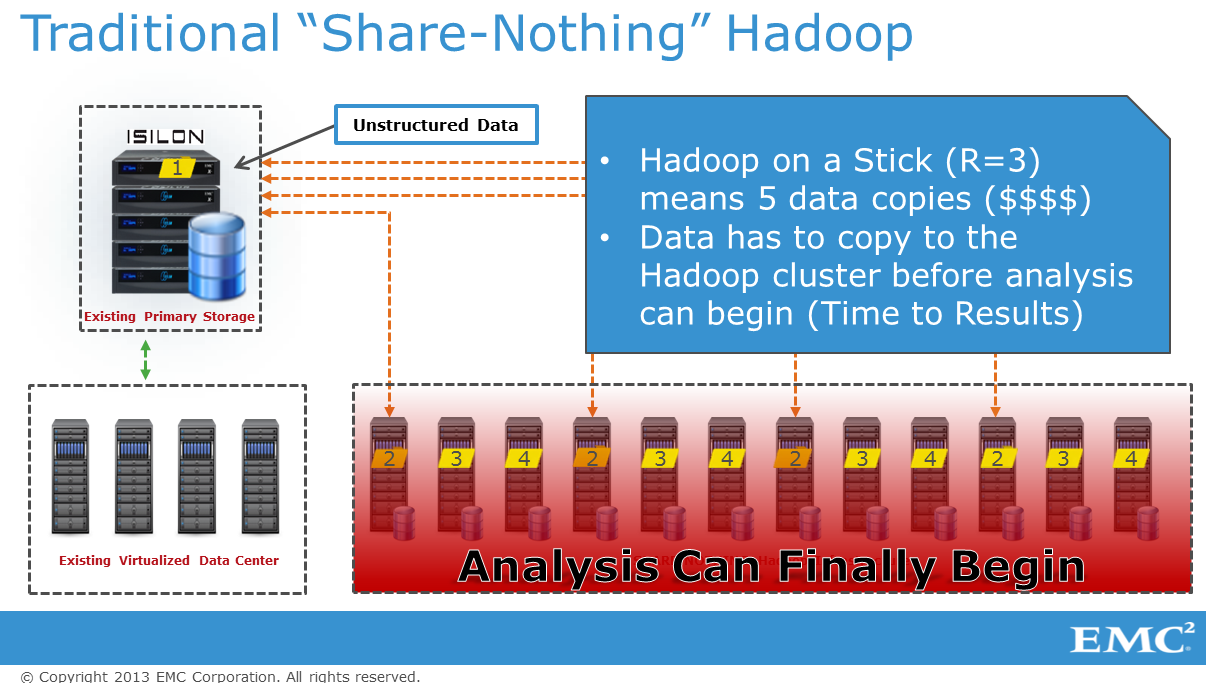 Traditional “Share-Nothing” Hadoop
ISILON
1
Unstructured Data
Existing Primary Storage
• Hadoop on a Stick (R=3)
means 5 data copies ($$$$)
• Data has to copy to the
Hadoop cluster before analysis
can begin (Time to Results)
Existing Virtualized Data Center
2 3 4 2 3 4 2 3 4 2 3 4
Analysis Can Finally Begin
EMC²
© Copyright 2013 EMC Corporation. All rights reserved.